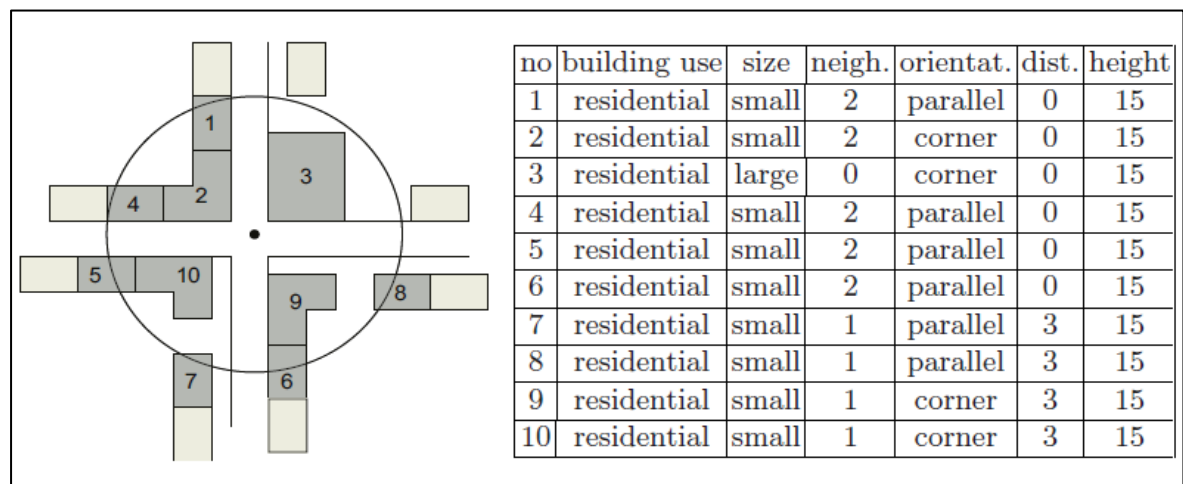 1
3
2
4
5
10
9
8
7
6
no building use size neigh. orientat. dist. height
1 residential small 2 parallel 0 15
2 residential small 2 corner 0 15
3 residential large 0 corner 0 15
4 residential small 2 parallel 0 15
5 residential small 2 parallel 0 15
6 residential small 2 parallel 0 15
7 residential small 1 parallel 3 15
8 residential small 1 parallel 3 15
9 residential small 1 corner 3 15
10 residential small 1 corner 3 15